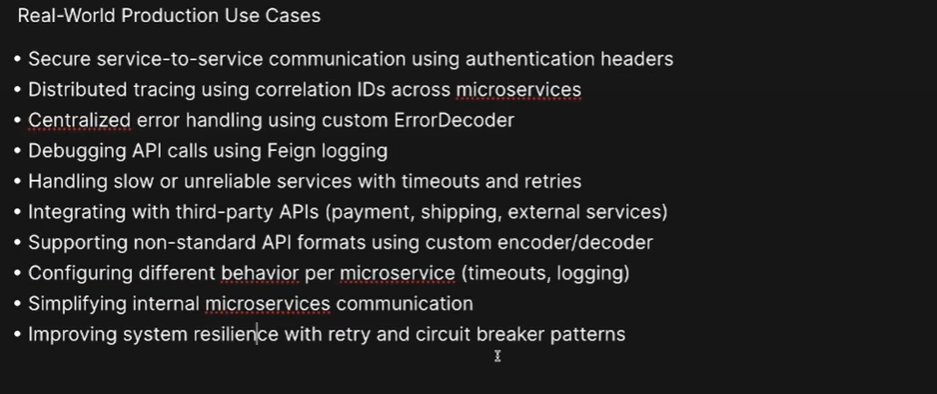 Real-World Production Use Cases
• Secure service-to-service communication using authentication headers
• Distributed tracing using correlation IDs across microservices
• Centralized error handling using custom ErrorDecoder
• Debugging API calls using Feign logging
• Handling slow or unreliable services with timeouts and retries
• Integrating with third-party APIs (payment, shipping, external services)
• Supporting non-standard API formats using custom encoder/decoder
• Configuring different behavior per microservice (timeouts, logging)
• Simplifying internal microservices communication
• Improving system resilience with retry and circuit breaker patterns